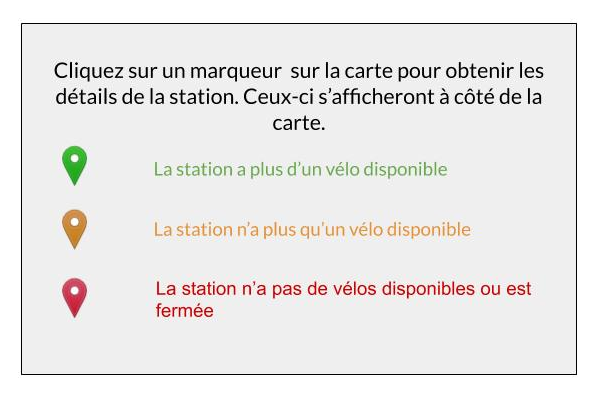 Cliquez sur un marqueur  sur la carte pour obtenir les
détails de la station. Ceux-ci s’afficheront à côté de la
carte.
La station a plus d’un vélo disponible
La station n’a plus qu’un vélo disponible
La station n’a pas de vélos disponibles ou est
fermée